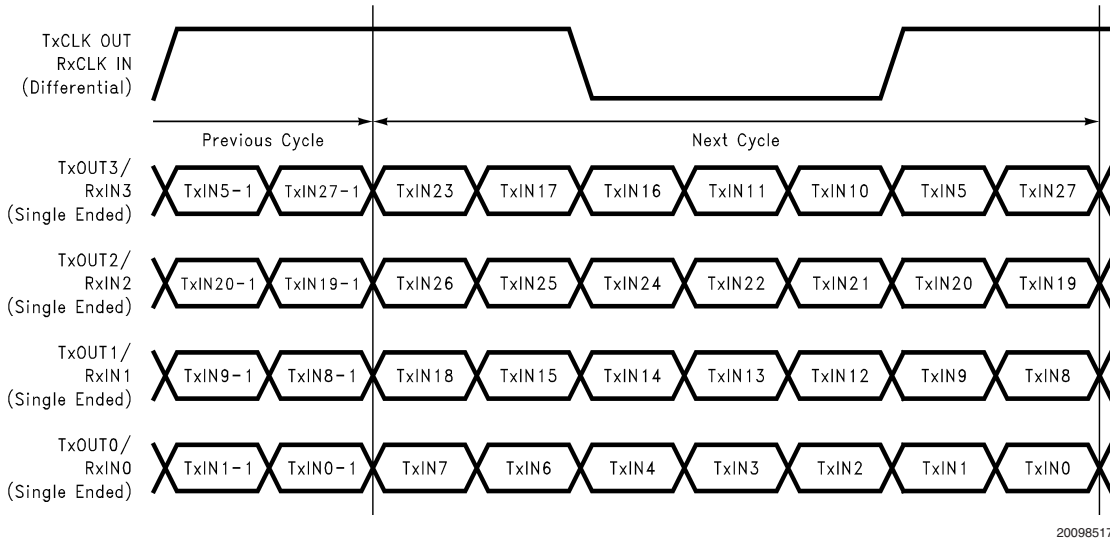 TxCLK OUT
RxCLK IN
(Differential)
Previous Cycle
Next Cycle
TxOUT3/
RxIN3
(Single Ended)
TxIN5-1 TxIN27-1 TxIN23 TxIN17 TxIN16 TxIN11 TxIN10 TxIN5 TxIN27
TxOUT2/
RxIN2
(Single Ended)
TxIN20-1 TxIN19-1 TxIN26 TxIN25 TxIN24 TxIN22 TxIN21 TxIN20 TxIN19
TxOUT1/
RxIN1
(Single Ended)
TxIN9-1 TxIN8-1 TxIN18 TxIN15 TxIN14 TxIN13 TxIN12 TxIN9 TxIN8
TxOUT0/
RxIN0
(Single Ended)
TxIN1-1 TxIN0-1 TxIN7 TxIN6 TxIN4 TxIN3 TxIN2 TxIN1 TxIN0
20098517